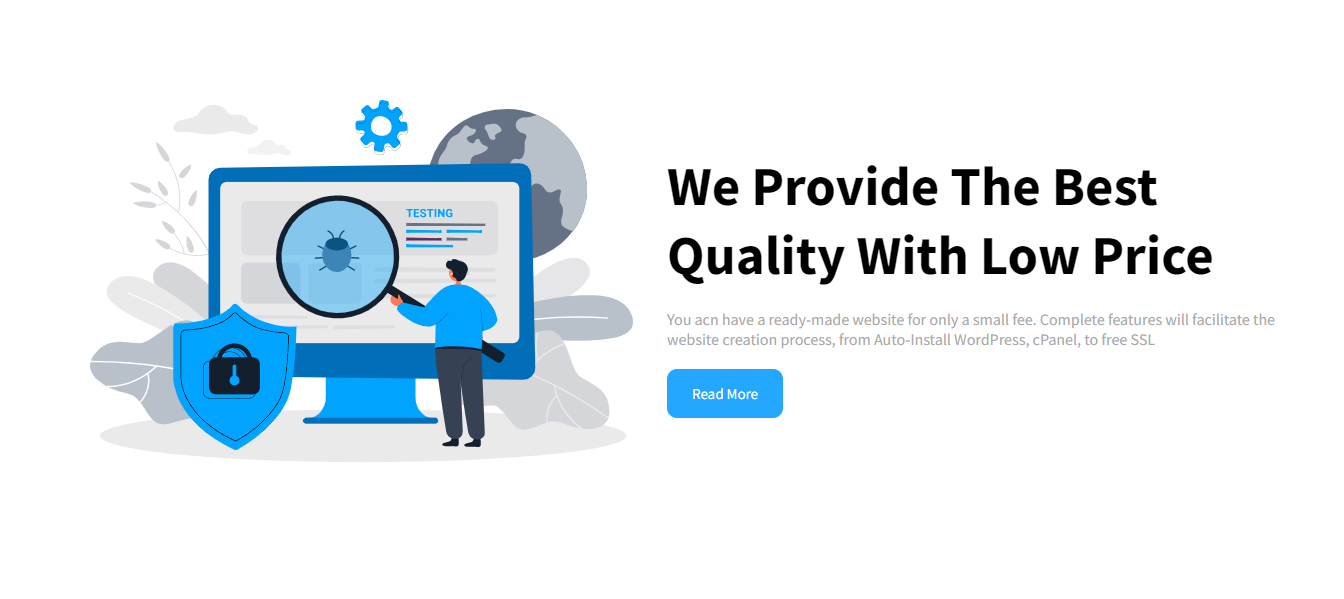 TESTING
We Provide The Best
Quality With Low Price
You acn have a ready-made website for only a small fee. Complete features will facilitate the
website creation process, from Auto-Install WordPress, cPanel, to free SSL
Read More